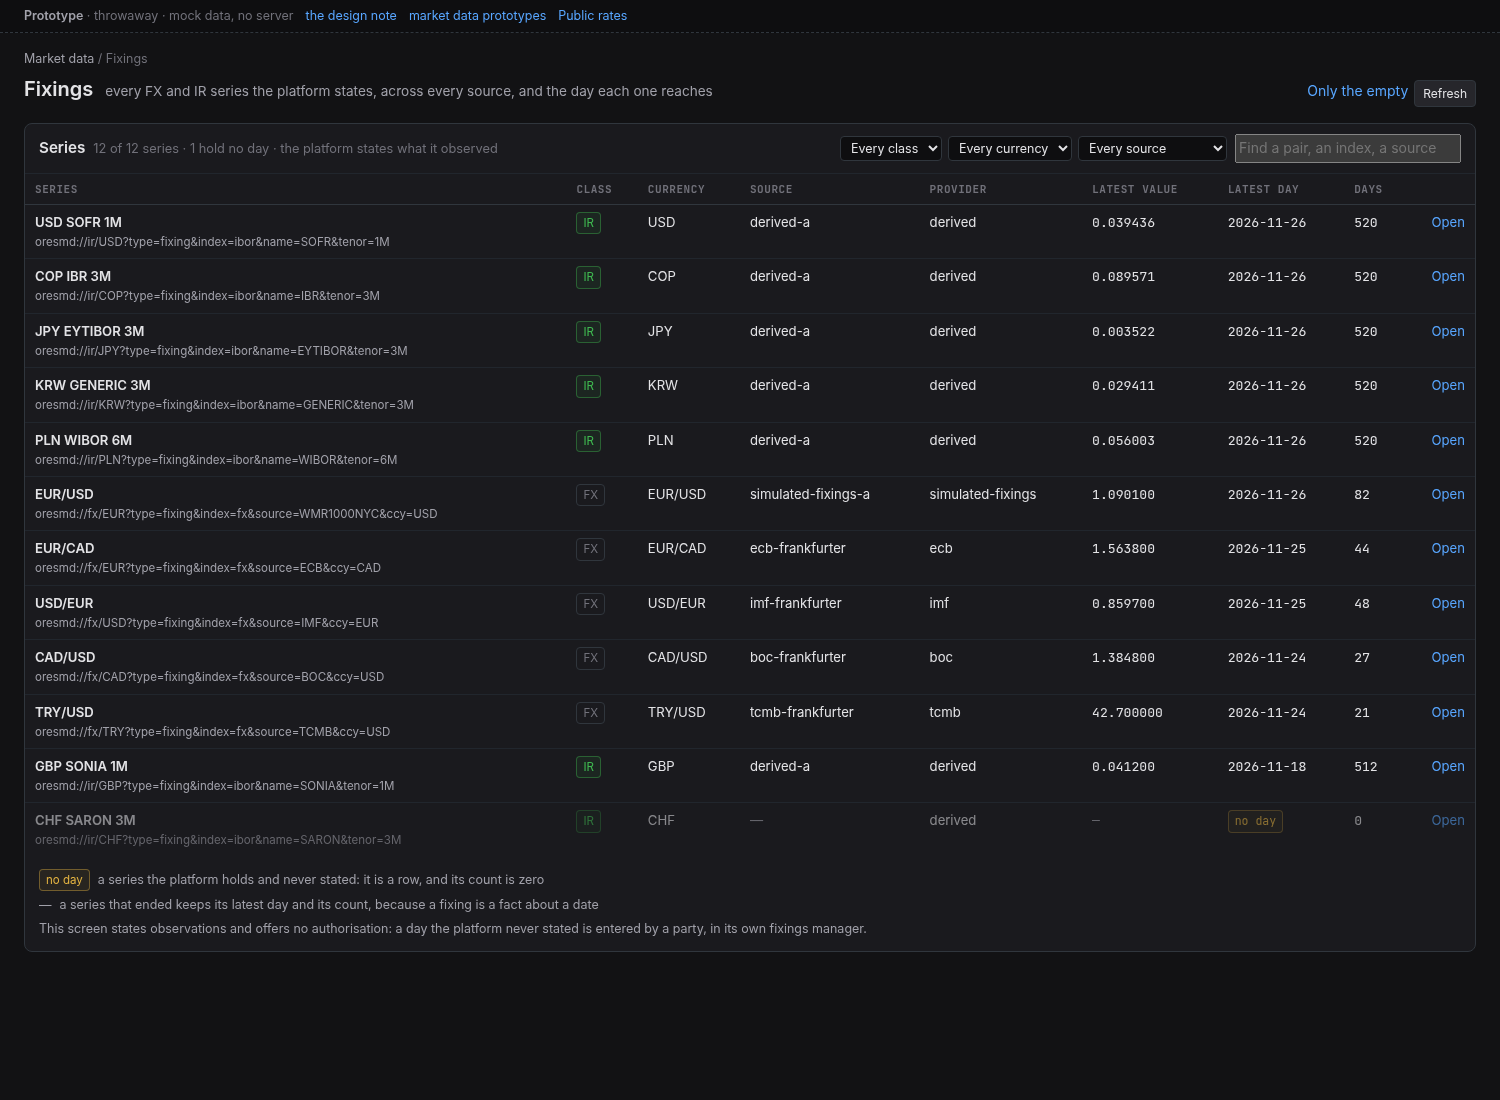 Prototype · throwaway · mock data, no server the design note market data prototypes Public rates
Market data / Fixings
Fixings every FX and IR series the platform states, across every source, and the day each one reaches Only the empty Refresh
Series 12 of 12 series · 1 hold no day · the platform states what it observed Every class Every currency Every source Find a pair, an index, a source
SERIES CLASS CURRENCY SOURCE PROVIDER LATEST VALUE LATEST DAY DAYS
USD SOFR 1M IR USD derived-a derived 0.039436 2026-11-26 520 Open
oresmd://ir/USD?type=fixing&index=ibor&name=SOFR&tenor=1M
COP IBR 3M IR COP derived-a derived 0.089571 2026-11-26 520 Open
oresmd://ir/COP?type=fixing&index=ibor&name=IBR&tenor=3M
JPY EYTIBOR 3M IR JPY derived-a derived 0.003522 2026-11-26 520 Open
oresmd://ir/JPY?type=fixing&index=ibor&name=EYTIBOR&tenor=3M
KRW GENERIC 3M IR KRW derived-a derived 0.029411 2026-11-26 520 Open
oresmd://ir/KRW?type=fixing&index=ibor&name=GENERIC&tenor=3M
PLN WIBOR 6M IR PLN derived-a derived 0.056003 2026-11-26 520 Open
oresmd://ir/PLN?type=fixing&index=ibor&name=WIBOR&tenor=6M
EUR/USD FX EUR/USD simulated-fixings-a simulated-fixings 1.090100 2026-11-26 82 Open
oresmd://fx/EUR?type=fixing&index=fx&source=WMR1000NYC&ccy=USD
EUR/CAD FX EUR/CAD ecb-frankfurter ecb 1.563800 2026-11-25 44 Open
oresmd://fx/EUR?type=fixing&index=fx&source=ECB&ccy=CAD
USD/EUR FX USD/EUR imf-frankfurter imf 0.859700 2026-11-25 48 Open
oresmd://fx/USD?type=fixing&index=fx&source=IMF&ccy=EUR
CAD/USD FX CAD/USD boc-frankfurter boc 1.384800 2026-11-24 27 Open
oresmd://fx/CAD?type=fixing&index=fx&source=BOC&ccy=USD
TRY/USD FX TRY/USD tcmb-frankfurter tcmb 42.700000 2026-11-24 21 Open
oresmd://fx/TRY?type=fixing&index=fx&source=TCMB&ccy=USD
GBP SONIA 1M IR GBP derived-a derived 0.041200 2026-11-18 512 Open
oresmd://ir/GBP?type=fixing&index=ibor&name=SONIA&tenor=1M
CHF SARON 3M IR CHF — derived — no day 0 Open
oresmd://ir/CHF?type=fixing&index=ibor&name=SARON&tenor=3M
no day a series the platform holds and never stated: it is a row, and its count is zero
— a series that ended keeps its latest day and its count, because a fixing is a fact about a date
This screen states observations and offers no authorisation: a day the platform never stated is entered by a party, in its own fixings manager.